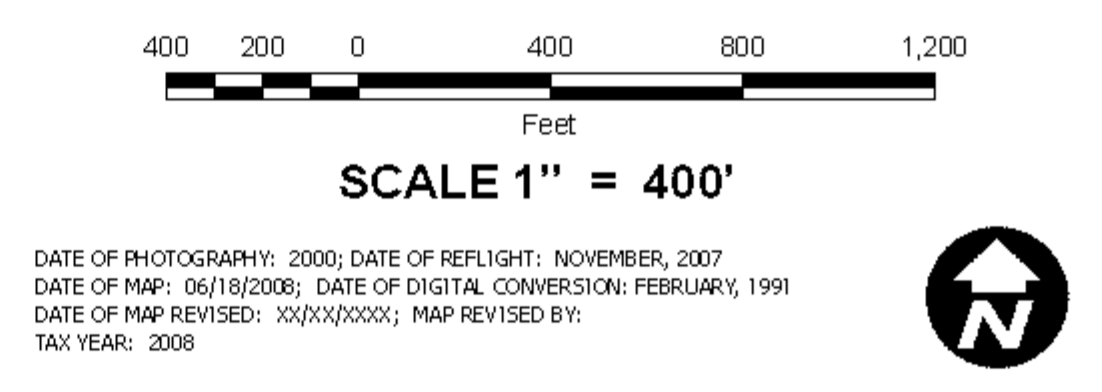 400 200 0 400 800 1,200
Feet
SCALE 1” = 400’
DATE OF PHOTOGRAPHY: 2000; DATE OF REFLIGHT: NOVEMBER, 2007
DATE OF MAP: 06/18/2008; DATE OF DIGITAL CONVERSION: FEBRUARY, 1991
DATE OF MAP REVISED: XX/XX/XXXX; MAP REVISED BY:
TAX YEAR: 2008
N